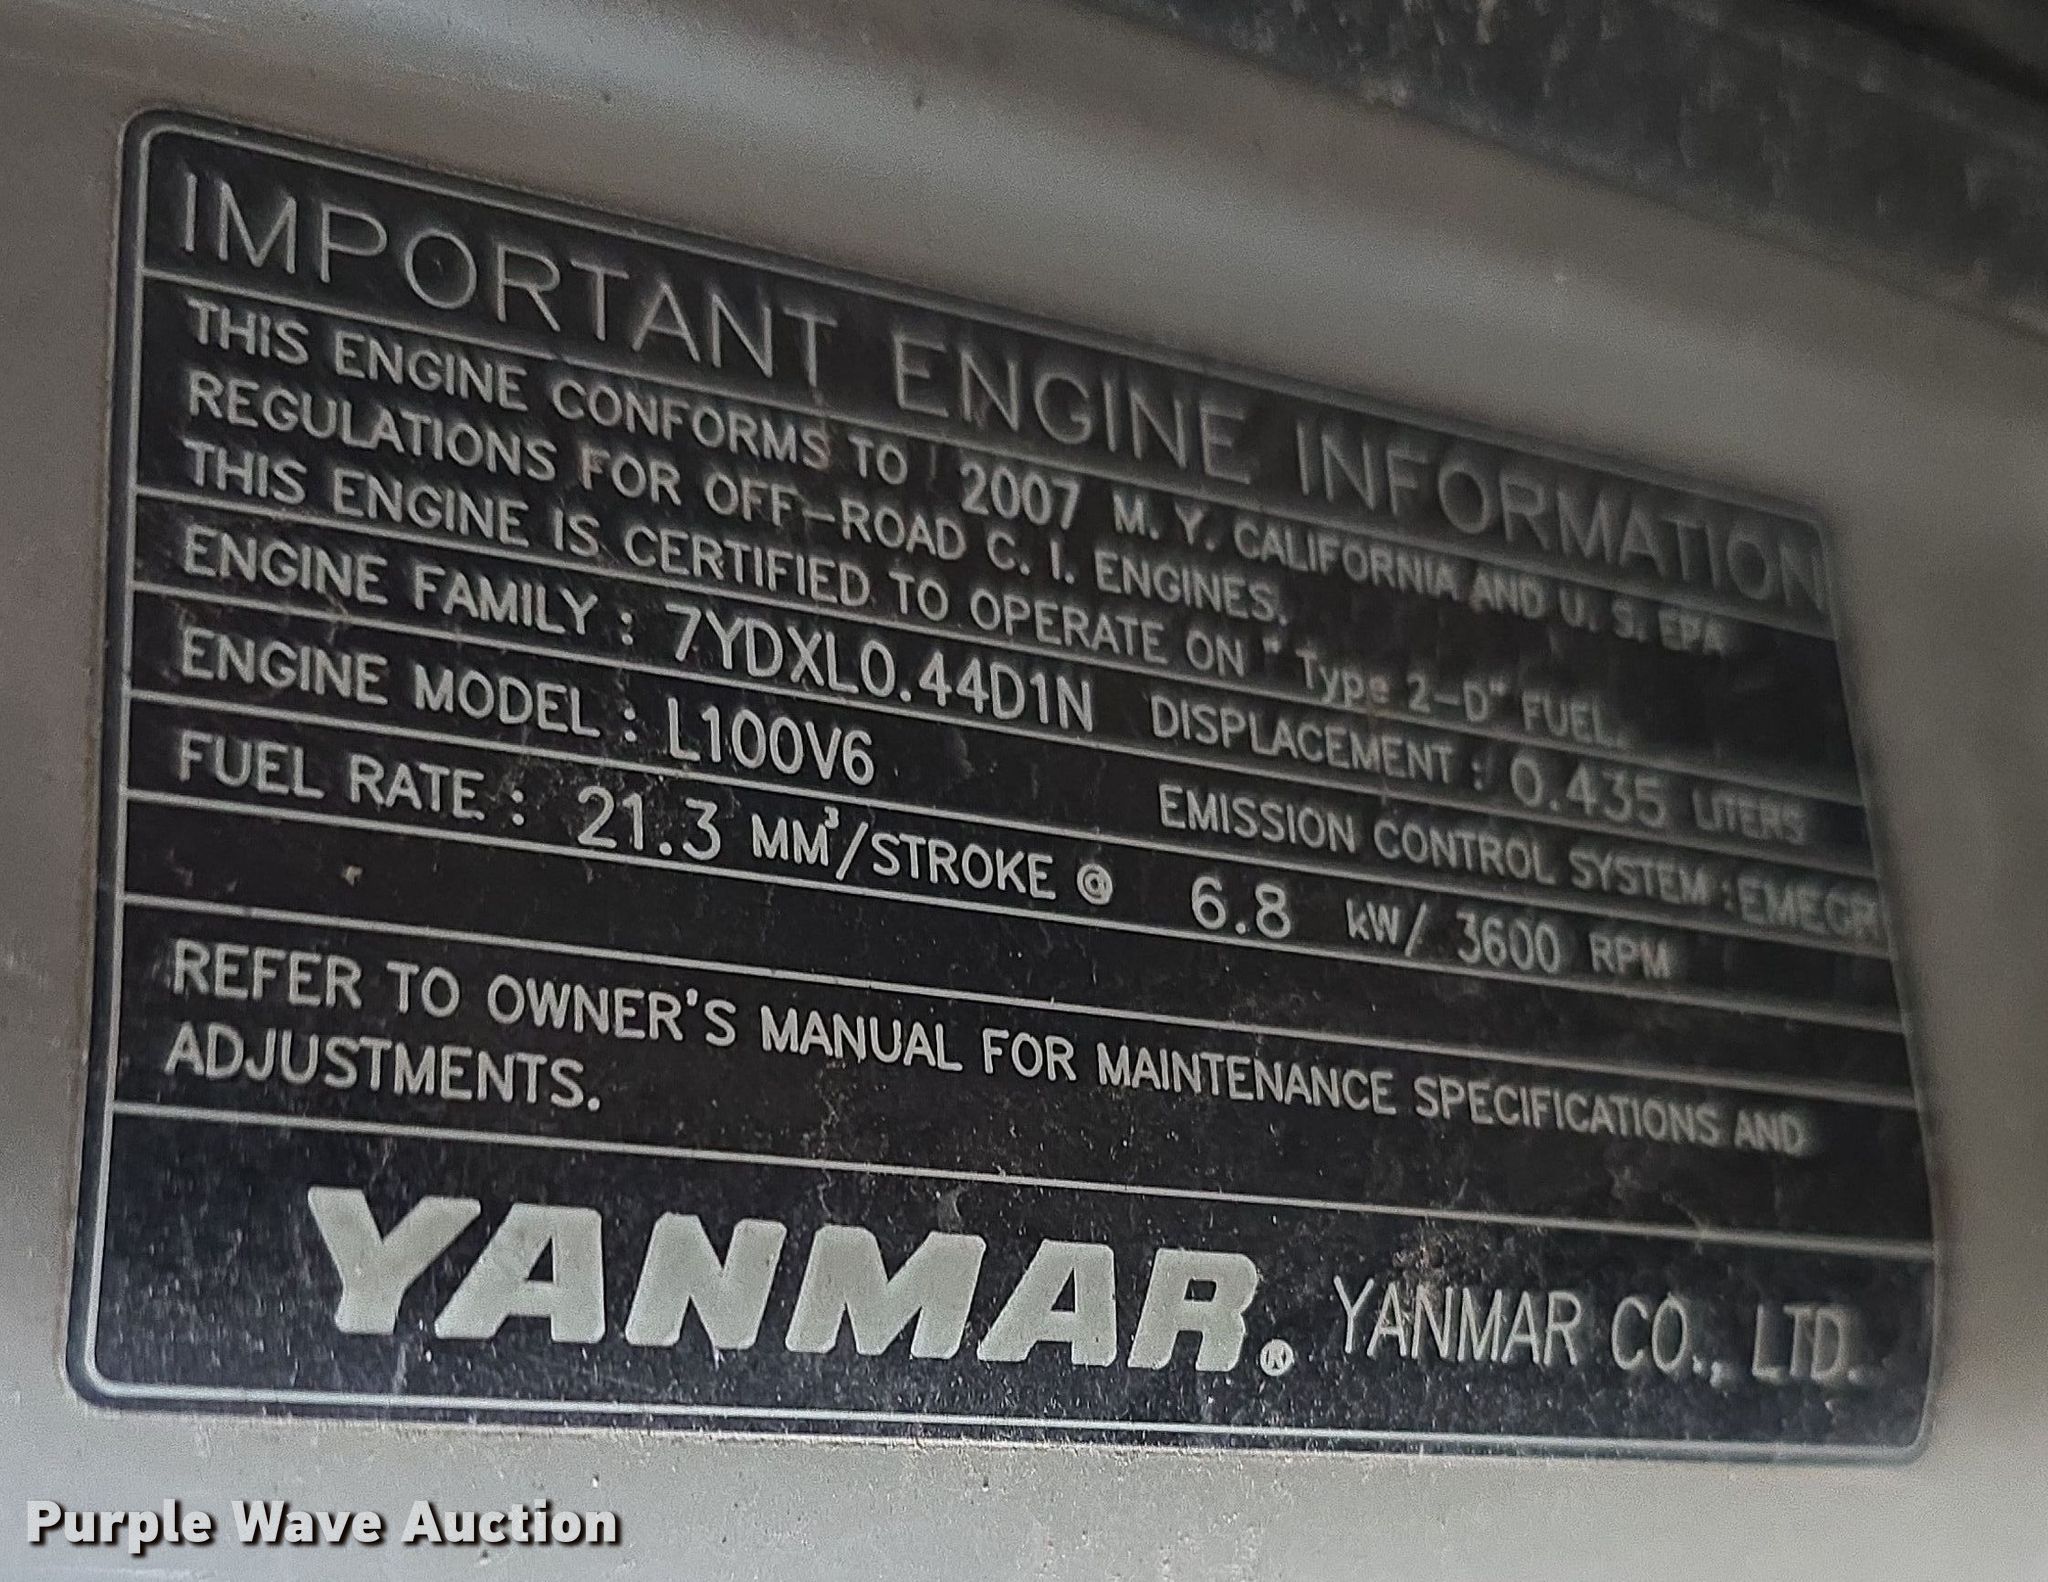 IMPORTANT ENGINE INFORMATION
THIS ENGINE CONFORMS TO 2007 M. Y. CALIFORNIA AND U. S. EPA
REGULATIONS FOR OFF-ROAD C. I. ENGINES.
THIS ENGINE IS CERTIFIED TO OPERATE ON " Type 2-D" FUEL.
ENGINE FAMILY : 7YDXL0.44D1N DISPLACEMENT : 0.435 LITERS
ENGINE MODEL : L100V6 EMISSION CONTROL SYSTEM : EMEGR
FUEL RATE : 21.3 MM³/STROKE @ 6.8 kW/ 3600 RPM
REFER TO OWNER'S MANUAL FOR MAINTENANCE SPECIFICATIONS AND
ADJUSTMENTS.
YANMAR® YANMAR CO., LTD.
Purple Wave Auction